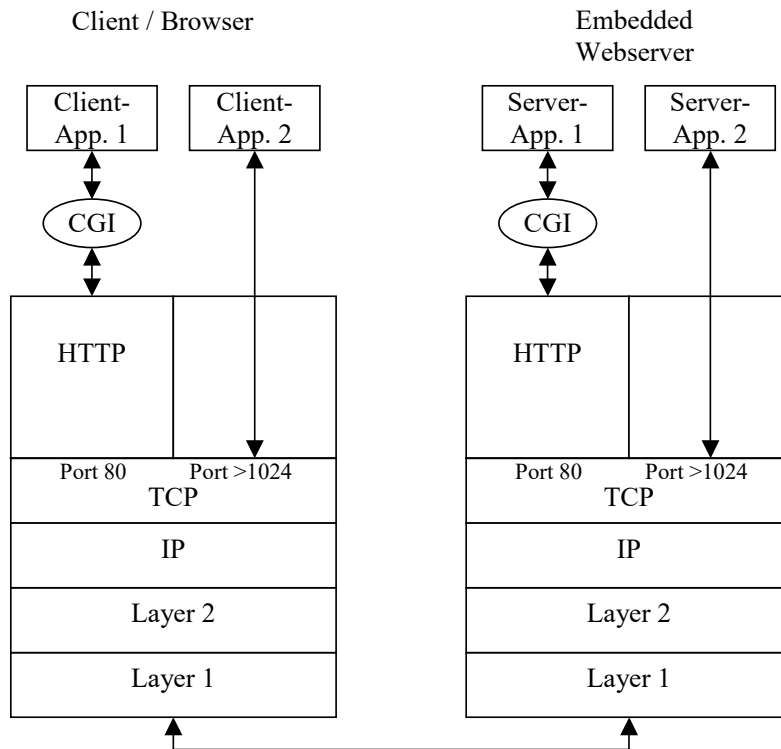 Client / Browser
Embedded
Webserver
Client-
App. 1
Client-
App. 2
Server-
App. 1
Server-
App. 2
CGI
CGI
HTTP
HTTP
Port 80
Port >1024
Port 80
Port >1024
TCP
TCP
IP
IP
Layer 2
Layer 2
Layer 1
Layer 1